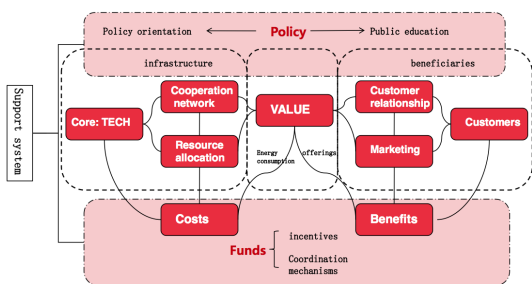 Policy orientation
Policy
Public education
infrastructure
beneficiaries
Support system
Cooperation
network
Customer
relationship
Core: TECH
VALUE
Customers
Resource
allocation
Energy
consumption
offerings
Marketing
Costs
Benefits
Funds
incentives
Coordination
mechanisms